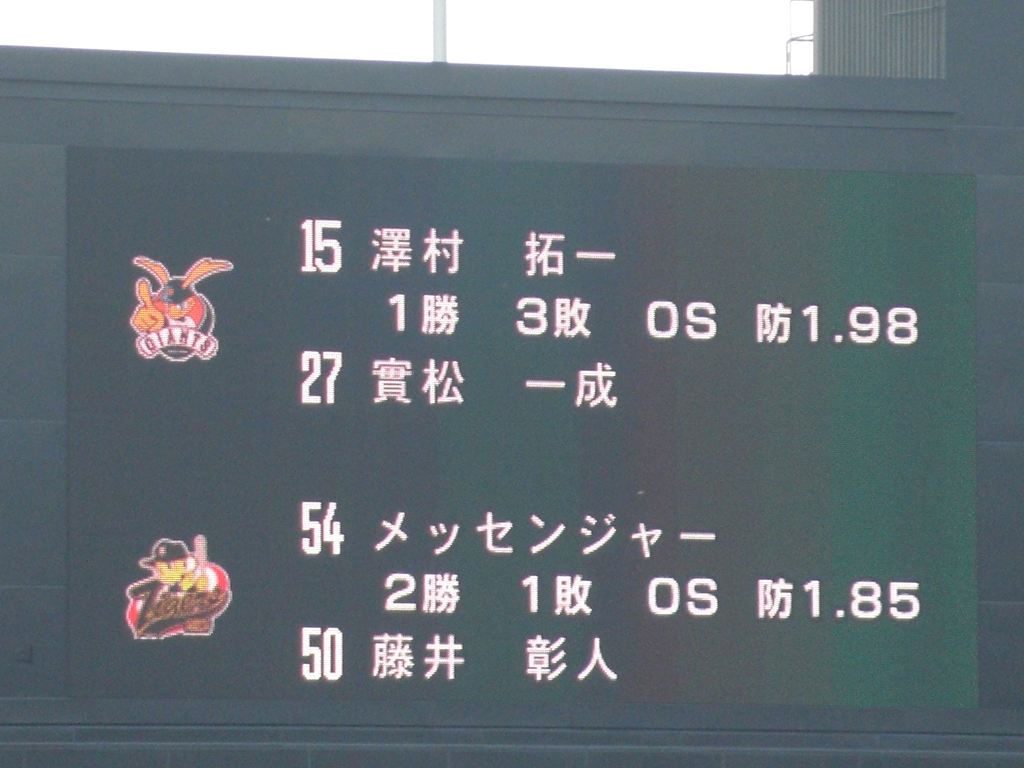 15 澤村 拓一
1勝 3敗 0S 防1.98
GIANTS
27 實松 一成
54 メッセンジャー
2勝 1敗 0S 防1.85
Tigers
50 藤井 彰人